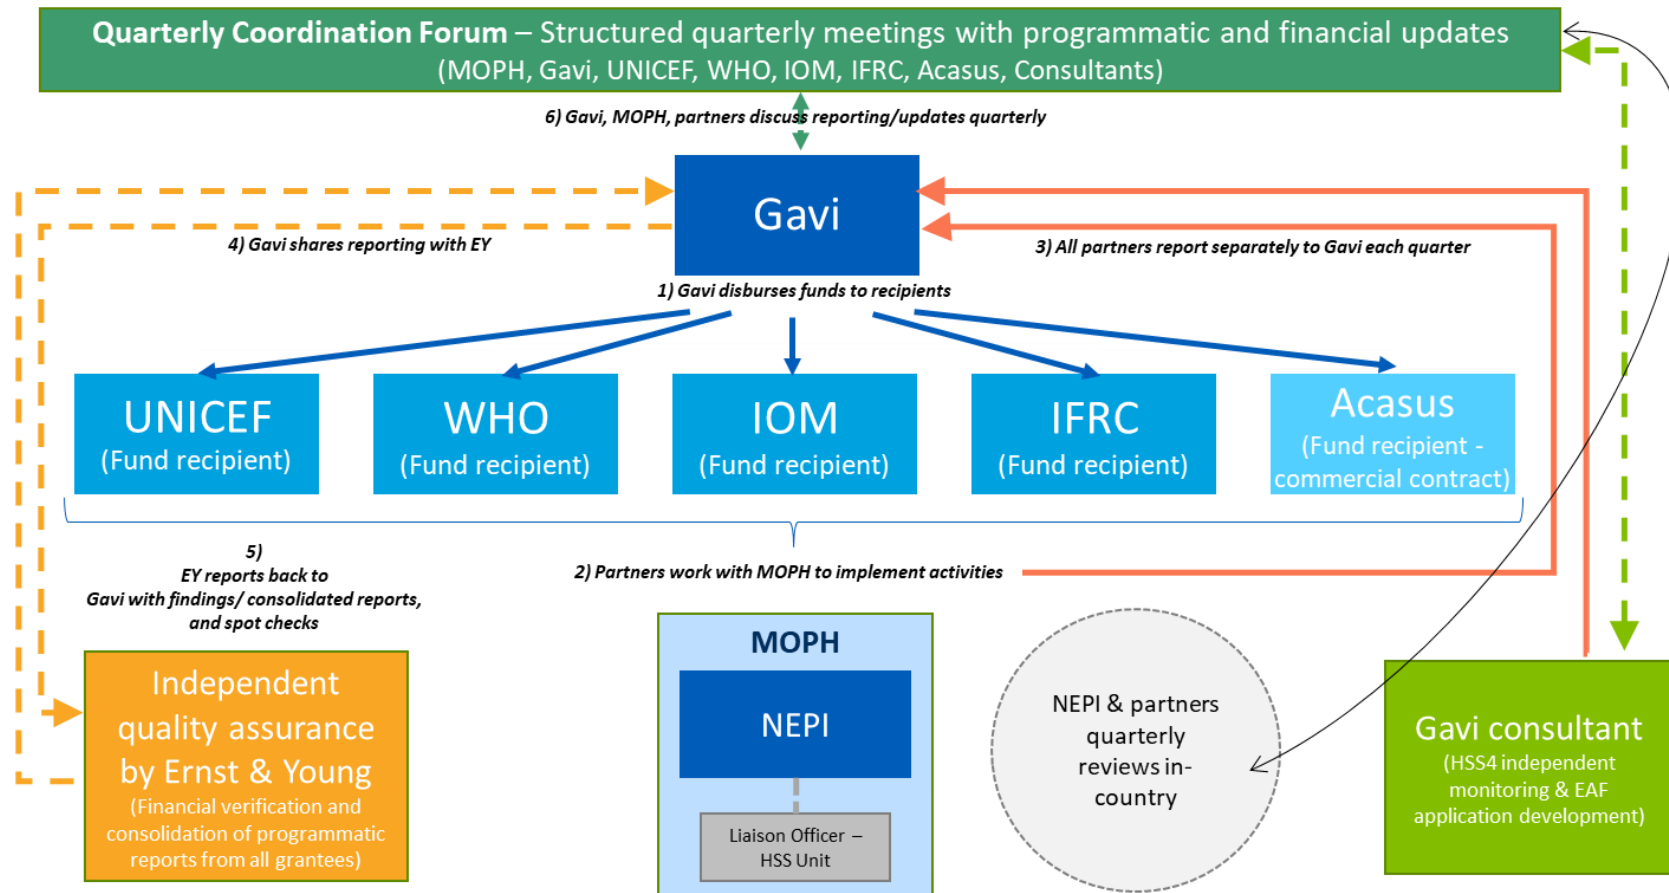 Quarterly Coordination Forum – Structured quarterly meetings with programmatic and financial updates
(MOPH, Gavi, UNICEF, WHO, IOM, IFRC, Acasus, Consultants)
6) Gavi, MOPH, partners discuss reporting/updates quarterly
Gavi
4) Gavi shares reporting with EY
3) All partners report separately to Gavi each quarter
1) Gavi disburses funds to recipients
UNICEF
(Fund recipient)
WHO
(Fund recipient)
IOM
(Fund recipient)
IFRC
(Fund recipient)
Acasus
(Fund recipient -
commercial contract)
5)
EY reports back to
Gavi with findings/ consolidated reports,
and spot checks
2) Partners work with MOPH to implement activities
Independent
quality assurance
by Ernst & Young
(Financial verification and
consolidation of programmatic
reports from all grantees)
MOPH
NEPI
Liaison Officer –
HSS Unit
NEPI & partners
quarterly
reviews in-
country
Gavi consultant
(HSS4 independent
monitoring & EAF
application development)